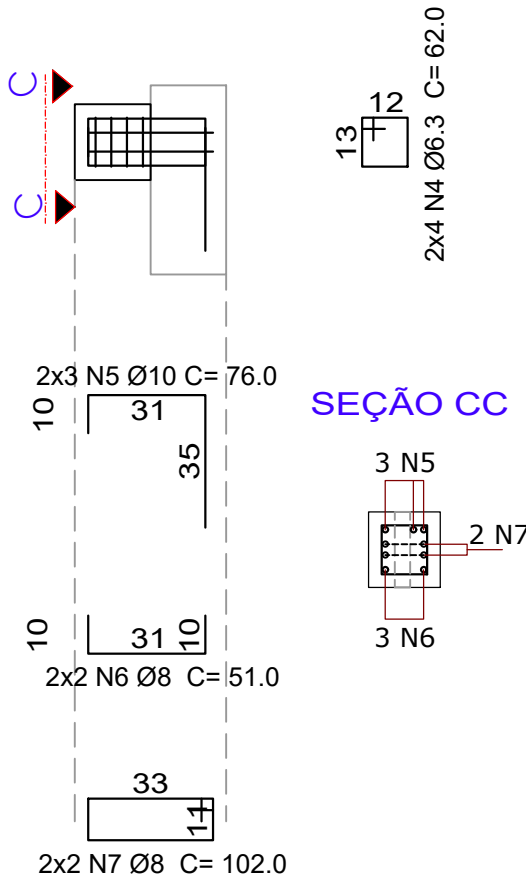 C
C
12
13
2x4 N4 Ø6.3 C= 62.0
2x3 N5 Ø10 C= 76.0
10
31
35
SEÇÃO CC
3 N5
2 N7
3 N6
10
31
10
2x2 N6 Ø8 C= 51.0
33
11
2x2 N7 Ø8 C= 102.0